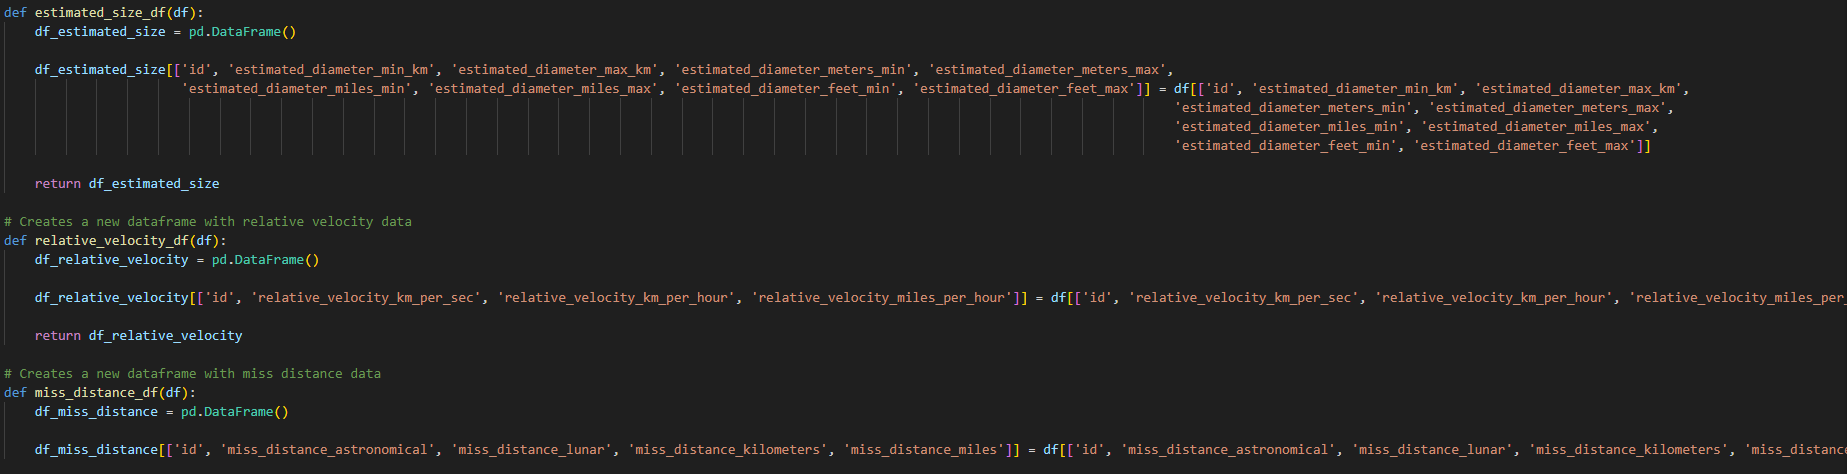 def estimated_size_df(df):
    df_estimated_size = pd.DataFrame()
    df_estimated_size[['id', 'estimated_diameter_min_km', 'estimated_diameter_max_km', 'estimated_diameter_meters_min', 'estimated_diameter_meters_max',
                       'estimated_diameter_miles_min', 'estimated_diameter_miles_max', 'estimated_diameter_feet_min', 'estimated_diameter_feet_max']] = df[['id', 'estimated_diameter_min_km', 'estimated_diameter_max_km',
                       'estimated_diameter_meters_min', 'estimated_diameter_meters_max',
                       'estimated_diameter_miles_min', 'estimated_diameter_miles_max',
                       'estimated_diameter_feet_min', 'estimated_diameter_feet_max']]
    return df_estimated_size
# Creates a new dataframe with relative velocity data
def relative_velocity_df(df):
    df_relative_velocity = pd.DataFrame()
    df_relative_velocity[['id', 'relative_velocity_km_per_sec', 'relative_velocity_km_per_hour', 'relative_velocity_miles_per_hour']] = df[['id', 'relative_velocity_km_per_sec', 'relative_velocity_km_per_hour', 'relative_velocity_miles_per_
    return df_relative_velocity
# Creates a new dataframe with miss distance data
def miss_distance_df(df):
    df_miss_distance = pd.DataFrame()
    df_miss_distance[['id', 'miss_distance_astronomical', 'miss_distance_lunar', 'miss_distance_kilometers', 'miss_distance_miles']] = df[['id', 'miss_distance_astronomical', 'miss_distance_lunar', 'miss_distance_kilometers', 'miss_distanc